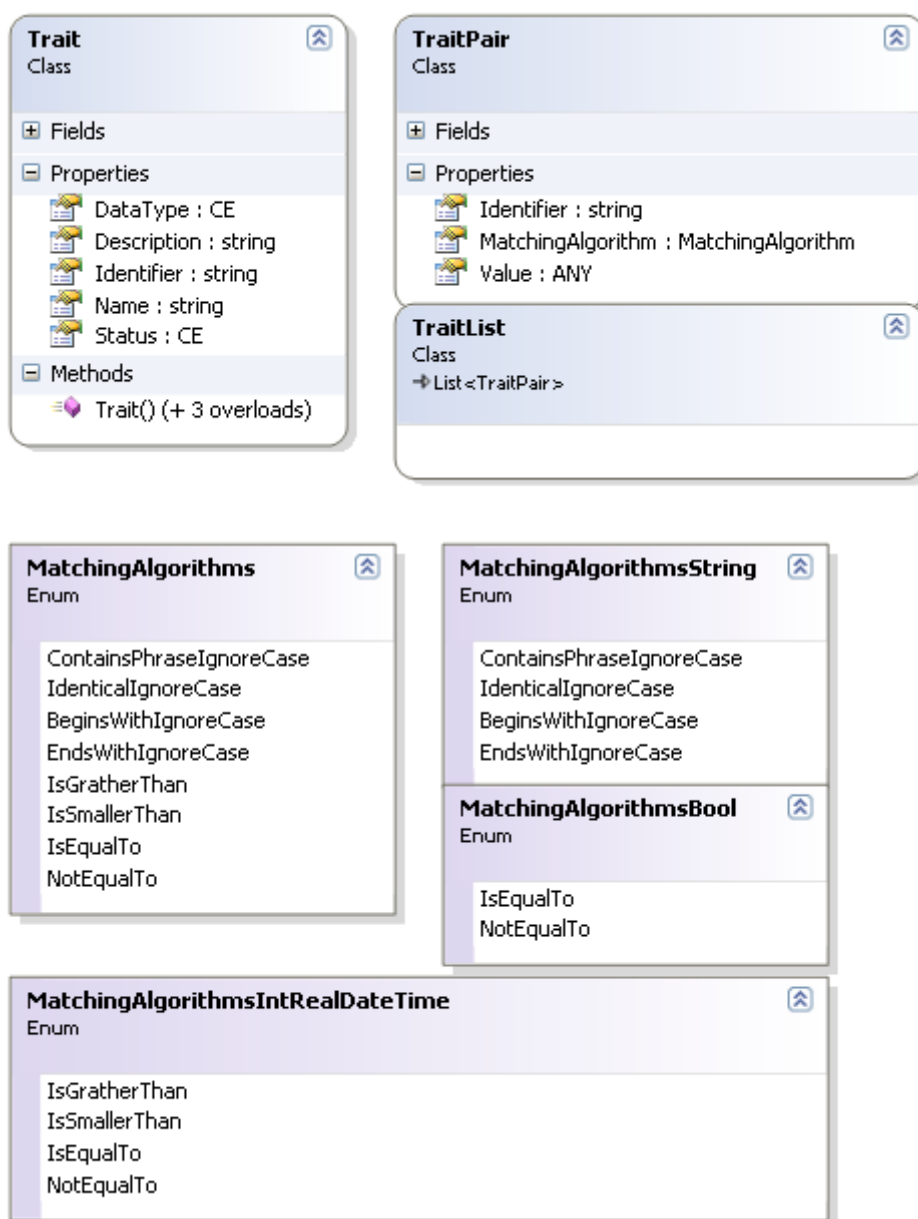 Trait
Class
Fields
Properties
DataType : CE
Description : string
Identifier : string
Name : string
Status : CE
Methods
Trait() (+ 3 overloads)
TraitPair
Class
Fields
Properties
Identifier : string
MatchingAlgorithm : MatchingAlgorithm
Value : ANY
TraitList
Class
List<TraitPair>
MatchingAlgorithms
Enum
ContainsPhraseIgnoreCase
IdenticalIgnoreCase
BeginsWithIgnoreCase
EndsWithIgnoreCase
IsGratherThan
IsSmallerThan
IsEqualTo
NotEqualTo
MatchingAlgorithmsString
Enum
ContainsPhraseIgnoreCase
IdenticalIgnoreCase
BeginsWithIgnoreCase
EndsWithIgnoreCase
MatchingAlgorithmsBool
Enum
IsEqualTo
NotEqualTo
MatchingAlgorithmsIntRealDateTime
Enum
IsGratherThan
IsSmallerThan
IsEqualTo
NotEqualTo